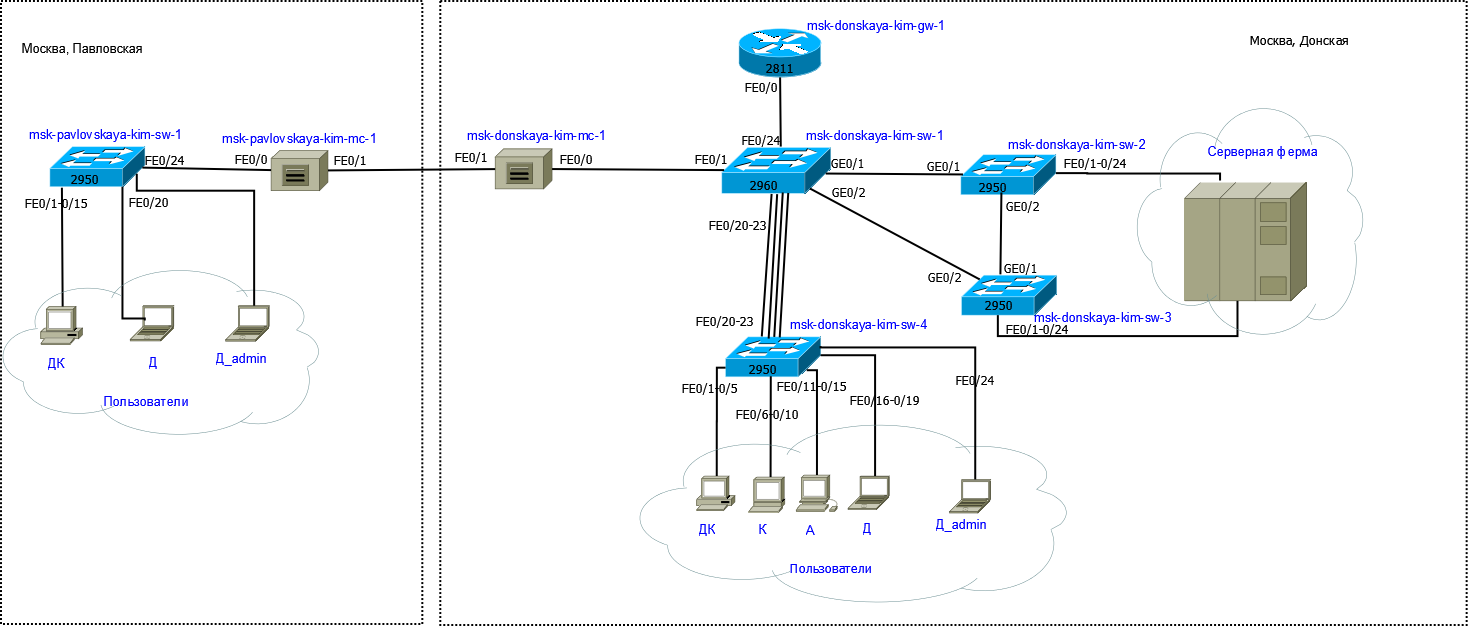 msk-donskaya-kim-gw-1
Москва, Павловская
Москва, Донская
2811
FE0/0
msk-pavlovskaya-kim-sw-1
msk-pavlovskaya-kim-mc-1
msk-donskaya-kim-mc-1
FE0/24
msk-donskaya-kim-sw-1
msk-donskaya-kim-sw-2
Серверная ферма
FE0/24
FE0/0
FE0/1
FE0/1
FE0/0
FE0/1
GE0/1
GE0/1
FE0/1-0/24
2950
2960
2950
FE0/1-0/15
FE0/20
GE0/2
GE0/2
FE0/20-23
GE0/2
GE0/1
2950
msk-donskaya-kim-sw-3
FE0/1-0/24
FE0/20-23
msk-donskaya-kim-sw-4
ДК
Д
Д_admin
2950
Пользователи
FE0/1-0/5
FE0/11-0/15
FE0/24
FE0/6-0/10
FE0/16-0/19
ДК
К
А
Д
Д_admin
Пользователи